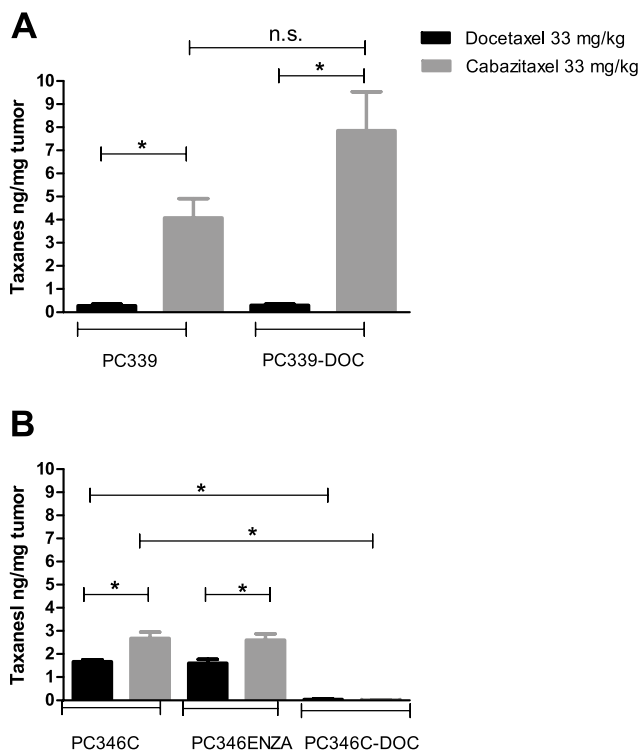 A
n.s.
Docetaxel 33 mg/kg
Cabazitaxel 33 mg/kg
*
*
Taxanes ng/mg tumor
10
9
8
7
6
5
4
3
2
1
0
PC339
PC339-DOC
B
Taxanesl ng/mg tumor
10
9
8
7
6
5
4
3
2
1
0
*
*
*
*
PC346C
PC346ENZA
PC346C-DOC